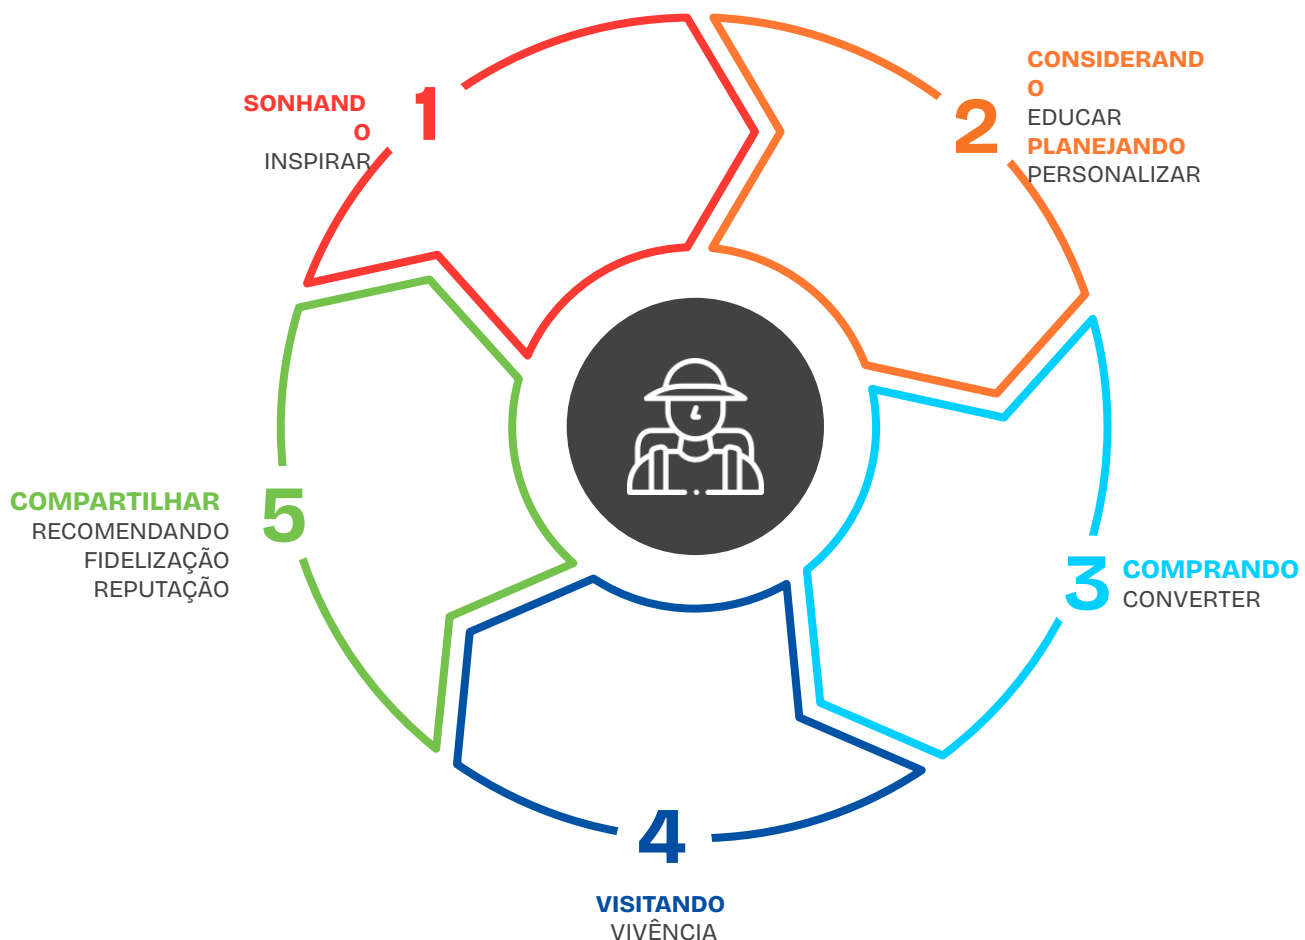 1
SONHAND
O
INSPIRAR
2
CONSIDERAND
O
EDUCAR
PLANEJANDO
PERSONALIZAR
3
COMPRANDO
CONVERTER
4
VISITANDO
VIVÊNCIA
5
COMPARTILHAR
RECOMENDANDO
FIDELIZAÇÃO
REPUTAÇÃO